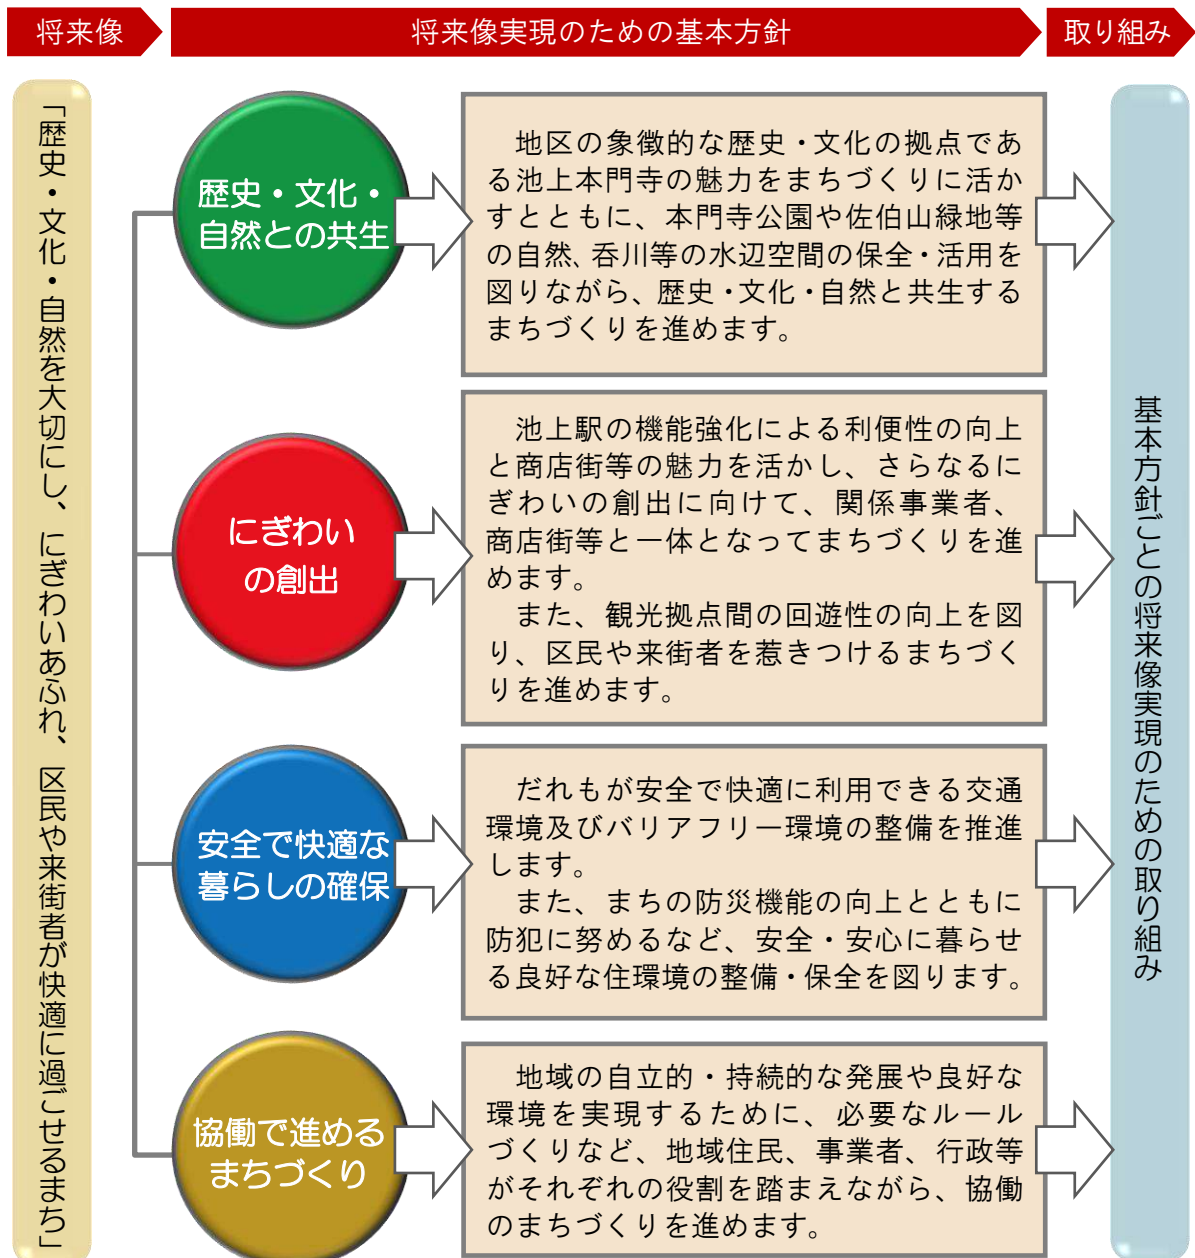 将来像
将来像実現のための基本方針
取り組み
「歴史・文化・自然を大切にし、にぎわいあふれ、区民や来街者が快適に過ごせるまち」
歴史・文化・
自然との共生
地区の象徴的な歴史・文化の拠点であ
る池上本門寺の魅力をまちづくりに活か
すとともに、本門寺公園や佐伯山緑地等
の自然、呑川等の水辺空間の保全・活用を
図りながら、歴史・文化・自然と共生する
まちづくりを進めます。
にぎわい
の創出
池上駅の機能強化による利便性の向上
と商店街等の魅力を活かし、さらなるに
ぎわいの創出に向けて、関係事業者、
商店街等と一体となってまちづくりを進
めます。
また、観光拠点間の回遊性の向上を図
り、区民や来街者を惹きつけるまちづく
りを進めます。
安全で快適な
暮らしの確保
だれもが安全で快適に利用できる交通
環境及びバリアフリー環境の整備を推進
します。
また、まちの防災機能の向上とともに
防犯に努めるなど、安全・安心に暮らせ
る良好な住環境の整備・保全を図ります。
協働で進める
まちづくり
地域の自立的・持続的な発展や良好な
環境を実現するために、必要なルール
づくりなど、地域住民、事業者、行政等
がそれぞれの役割を踏まえながら、協働
のまちづくりを進めます。
基本方針ごとの将来像実現のための取り組み